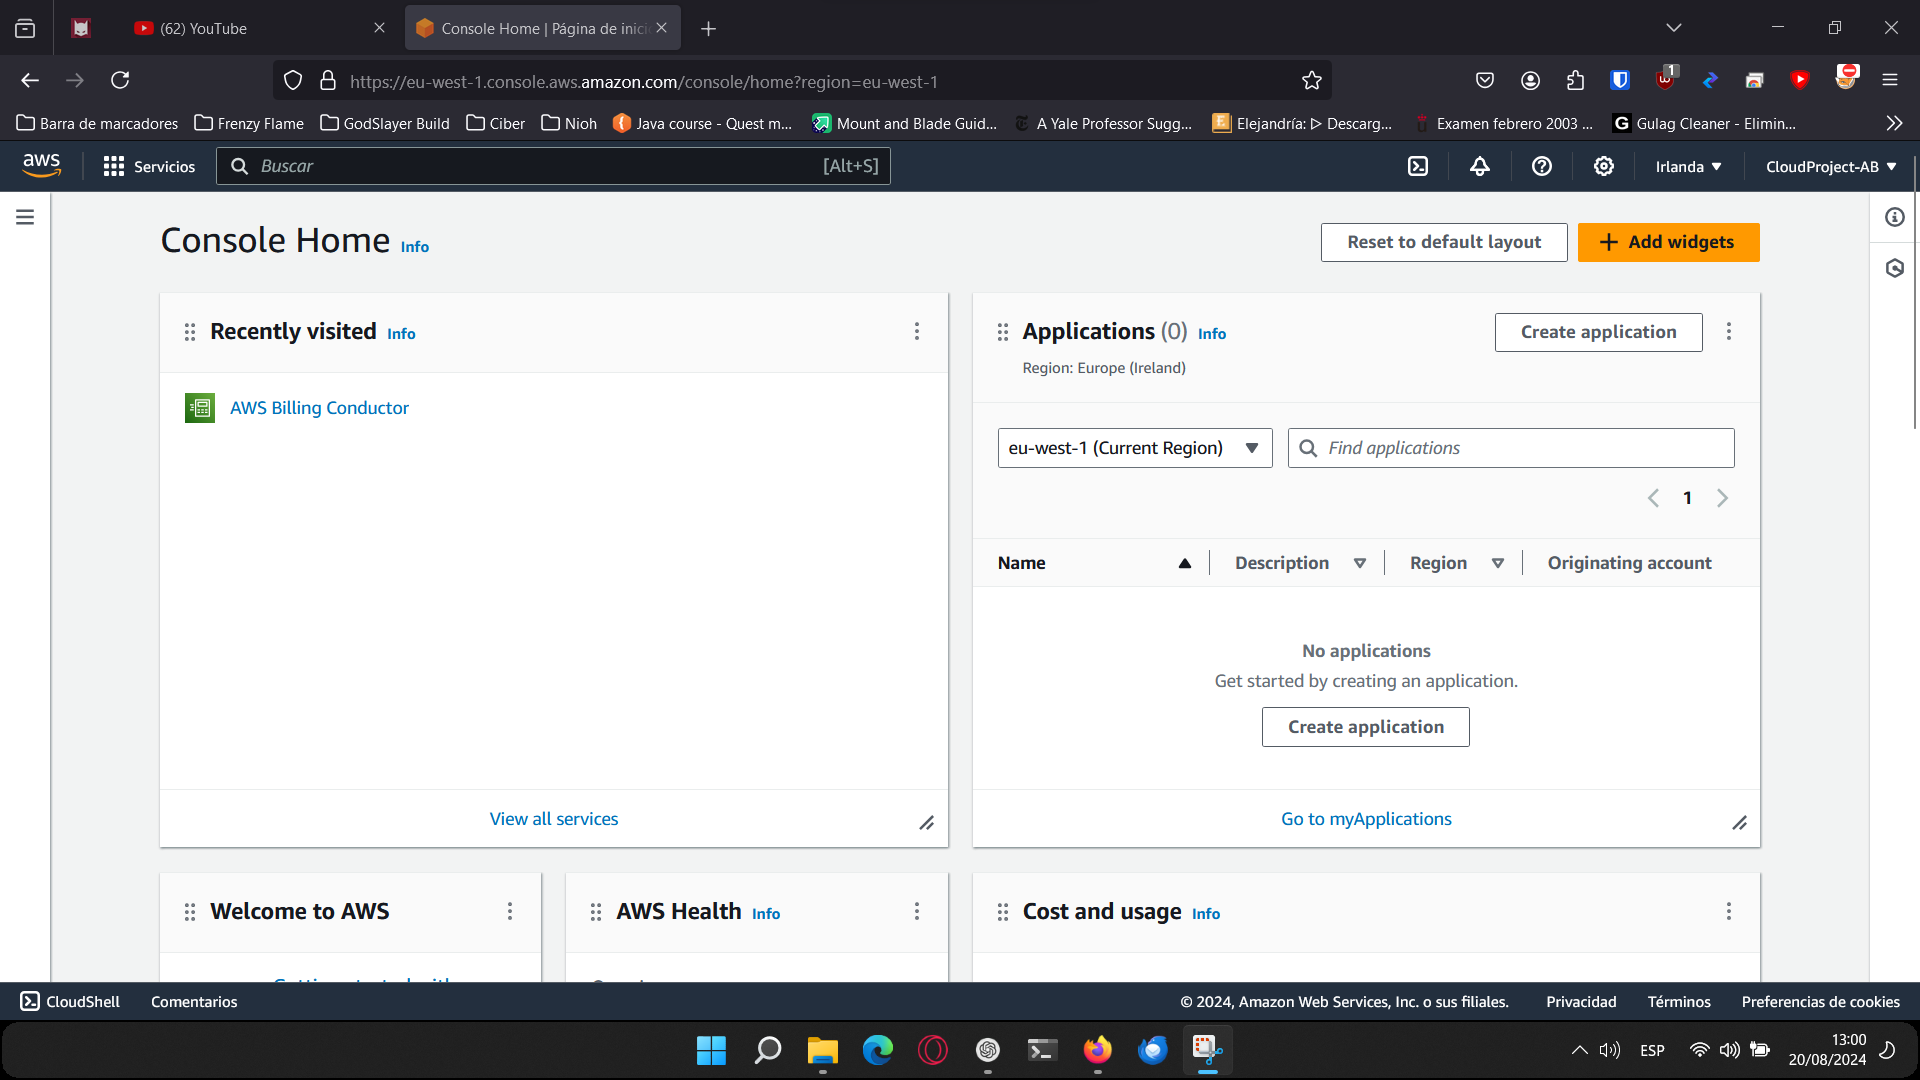 (62) YouTube
Console Home | Página de inici
https://eu-west-1.console.aws.amazon.com/console/home?region=eu-west-1
1
Barra de marcadores
Frenzy Flame
GodSlayer Build
Ciber
Nioh
Java course - Quest m...
Mount and Blade Guid...
A Yale Professor Sugg...
Elejandría: ▷ Descarg...
Examen febrero 2003 ...
Gulag Cleaner - Elimin...
aws
Servicios
Buscar
[Alt+S]
Irlanda
CloudProject-AB
Console Home Info
Reset to default layout
Add widgets
Recently visited Info
AWS Billing Conductor
View all services
Applications (0) Info
Region: Europe (Ireland)
Create application
eu-west-1 (Current Region)
Find applications
1
Name
Description
Region
Originating account
No applications
Get started by creating an application.
Create application
Go to myApplications
Welcome to AWS
AWS Health Info
Cost and usage Info
CloudShell
Comentarios
© 2024, Amazon Web Services, Inc. o sus filiales.
Privacidad
Términos
Preferencias de cookies
ESP
13:00
20/08/2024